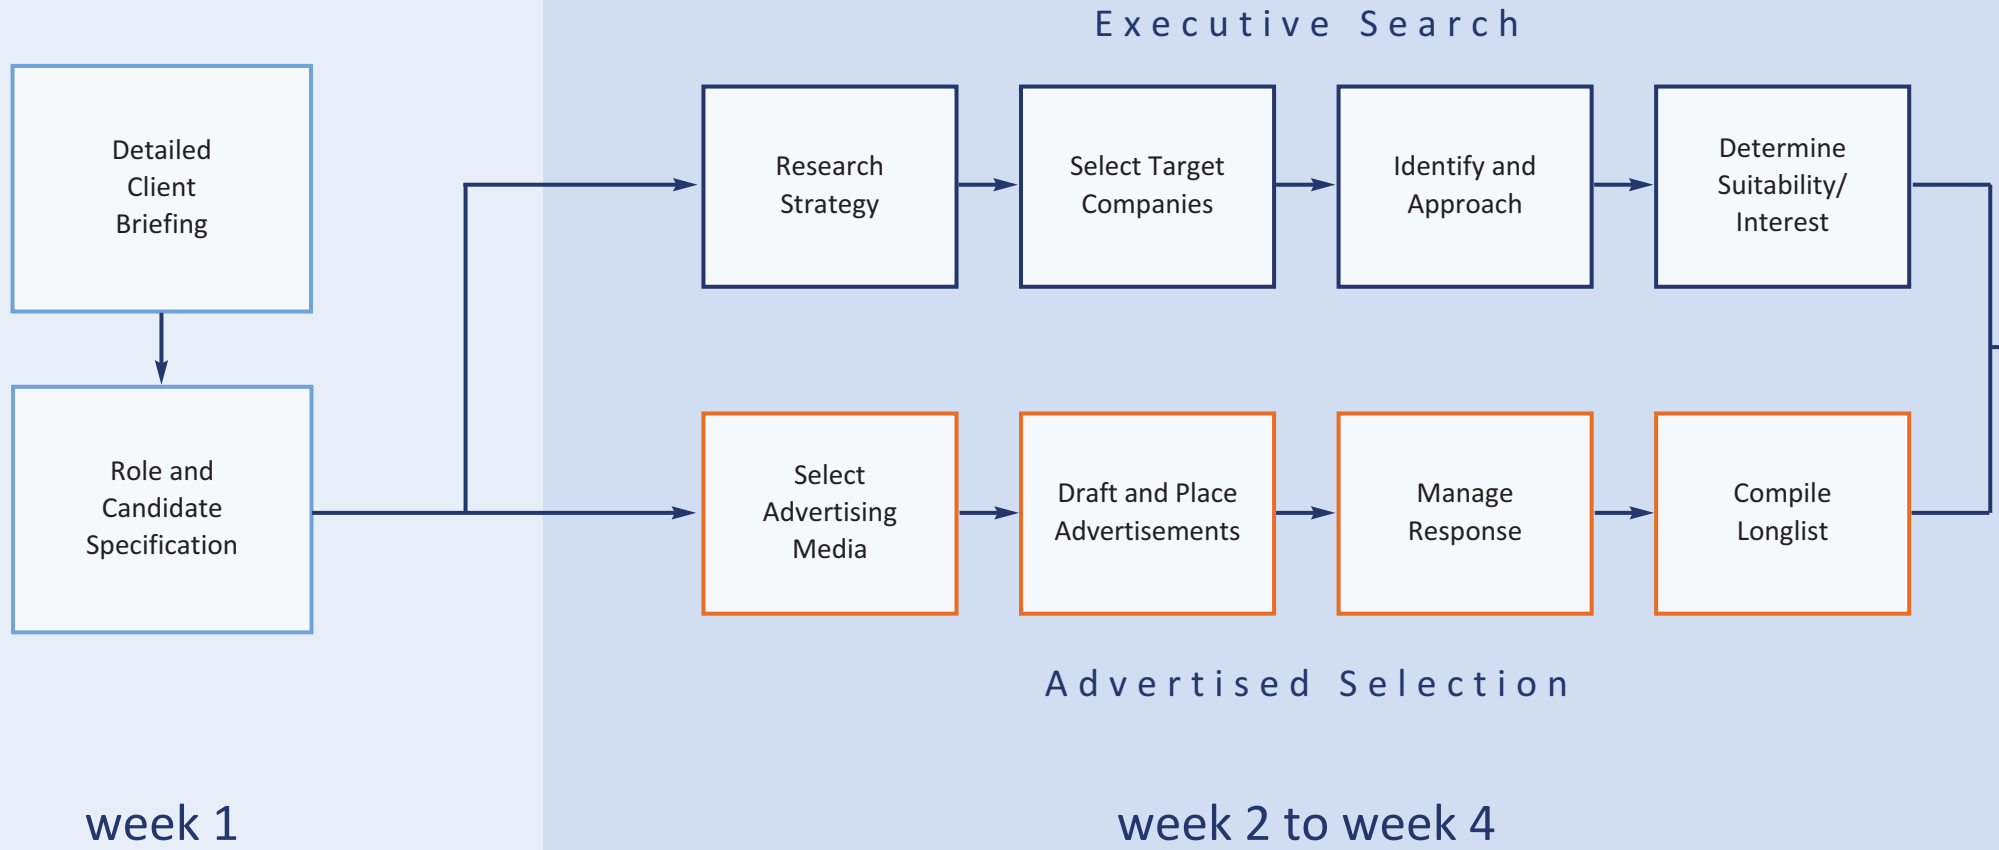 Executive Search
Detailed
Client
Briefing
Role and
Candidate
Specification
Research
Strategy
Select Target
Companies
Identify and
Approach
Determine
Suitability/
Interest
Select
Advertising
Media
Draft and Place
Advertisements
Manage
Response
Compile
Longlist
Advertised Selection
week 1
week 2 to week 4